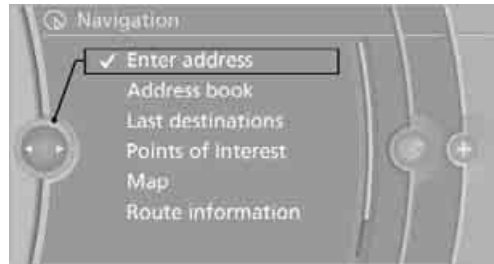 Navigation
Enter address
Address book
Last destinations
Points of Interest
Map
Route information